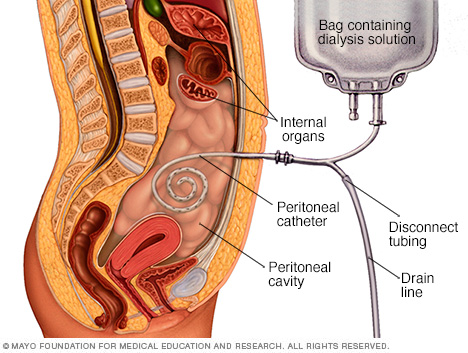 Bag containing
dialysis solution
Internal
organs
Peritoneal
catheter
Disconnect
tubing
Peritoneal
cavity
Drain
line
© MAYO FOUNDATION FOR MEDICAL EDUCATION AND RESEARCH. ALL RIGHTS RESERVED.